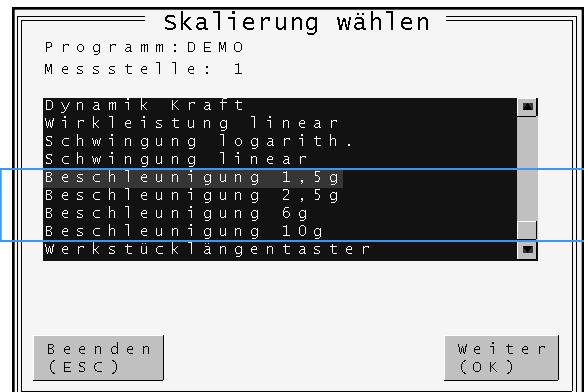 Skalierung wählen
Programm:DEMO
Messstelle: 1
Dynamik Kraft
Wirkleistung linear
Schwingung logarith.
Schwingung linear
Beschleunigung 1,5g
Beschleunigung 2,5g
Beschleunigung 6g
Beschleunigung 10g
Werkstücklängentaster
Beenden
(ESC)
Weiter
(OK)